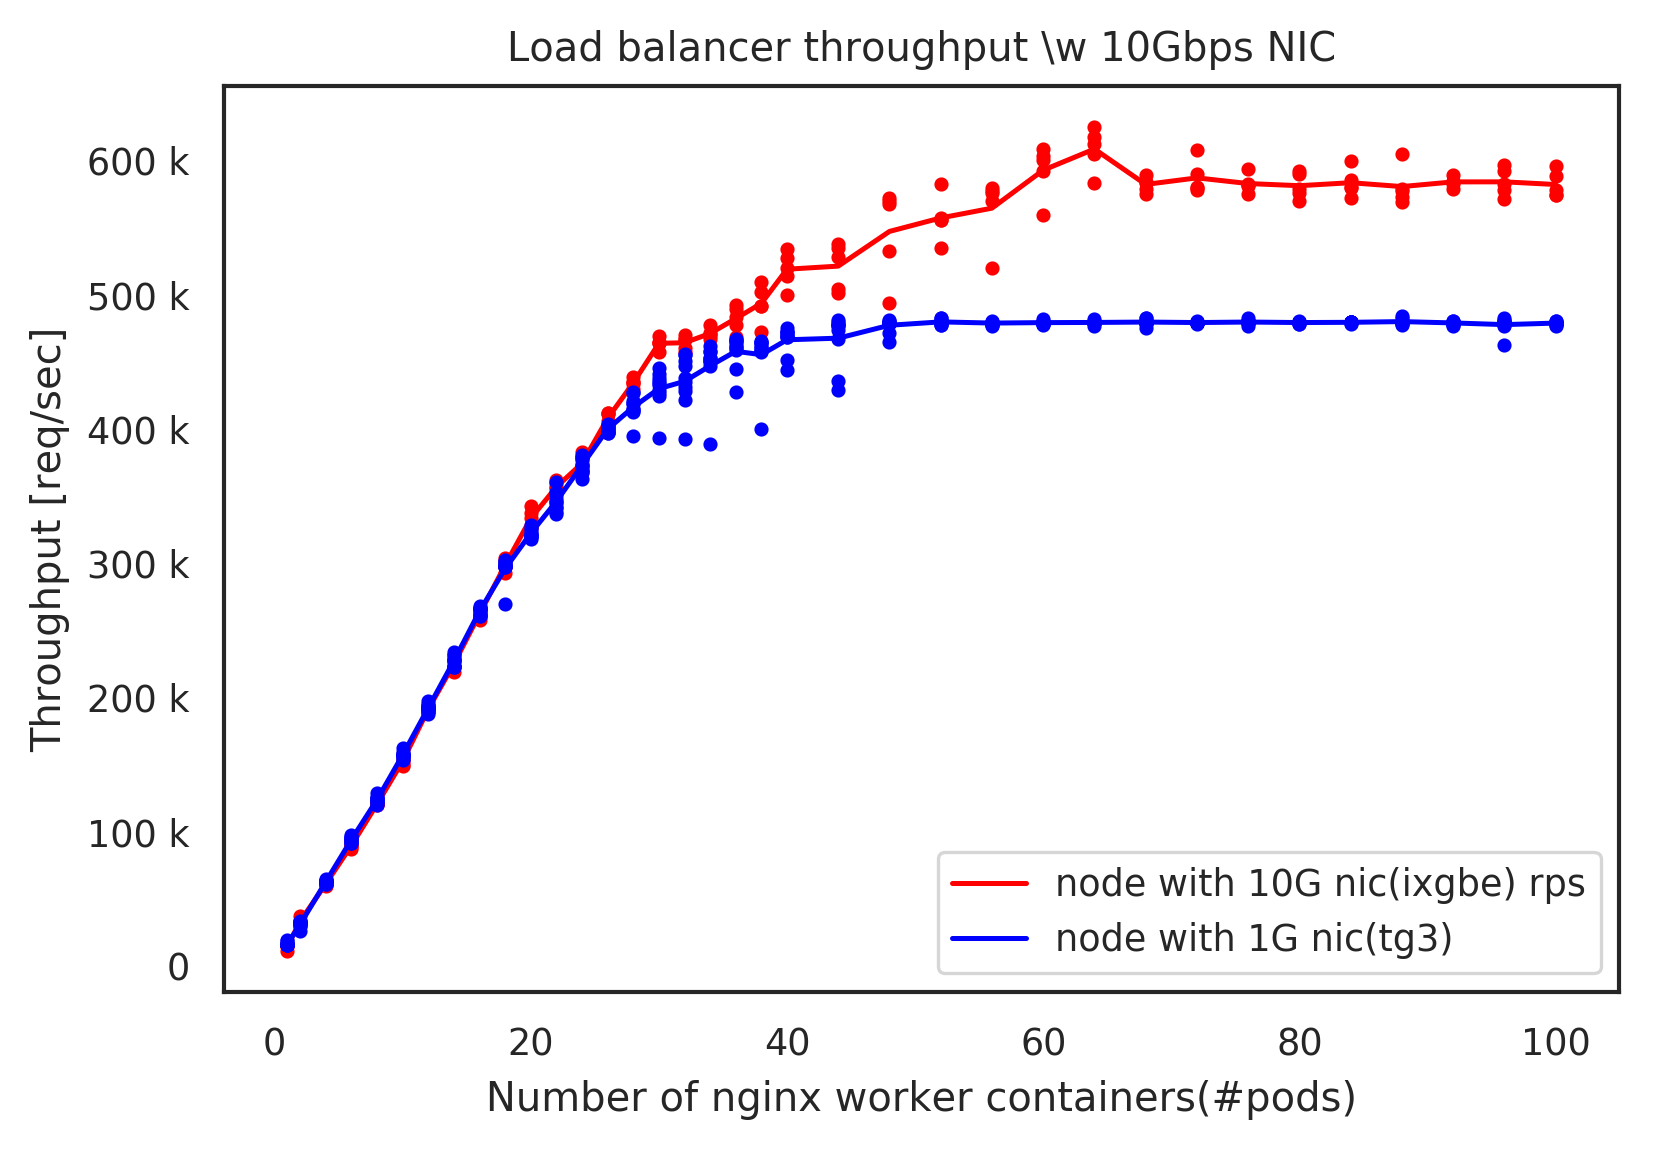 Load balancer throughput \w 10Gbps NIC
Throughput [req/sec]
600 k
500 k
400 k
300 k
200 k
100 k
0
0 20 40 60 80 100
Number of nginx worker containers(#pods)
node with 10G nic(ixgbe) rps
node with 1G nic(tg3)